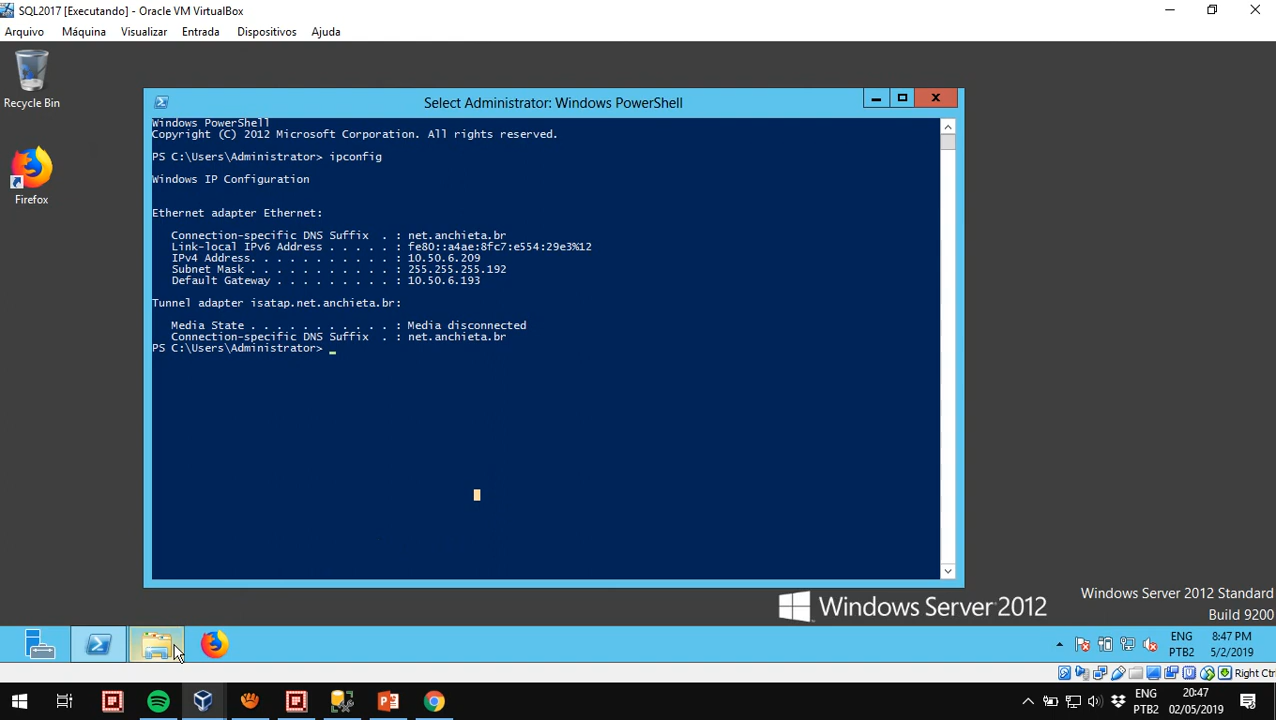 SQL2017 [Executando] - Oracle VM VirtualBox
Arquivo Máquina Visualizar Entrada Dispositivos Ajuda
Recycle Bin
Firefox
Select Administrator: Windows PowerShell
Windows PowerShell
Copyright (C) 2012 Microsoft Corporation. All rights reserved.
PS C:\Users\Administrator> ipconfig
Windows IP Configuration
Ethernet adapter Ethernet:
Connection-specific DNS Suffix . : net.anchieta.br
Link-local IPv6 Address . . . . . : fe80::a4ae:8fc7:e554:29e3%12
IPv4 Address. . . . . . . . . . . : 10.50.6.209
Subnet Mask . . . . . . . . . . . : 255.255.255.192
Default Gateway . . . . . . . . . : 10.50.6.193
Tunnel adapter isatap.net.anchieta.br:
Media State . . . . . . . . . . . : Media disconnected
Connection-specific DNS Suffix . : net.anchieta.br
PS C:\Users\Administrator> _
Windows Server 2012
Windows Server 2012 Standard
Build 9200
ENG
PTB2
8:47 PM
5/2/2019
Right Ctr
ENG
PTB2
20:47
02/05/2019